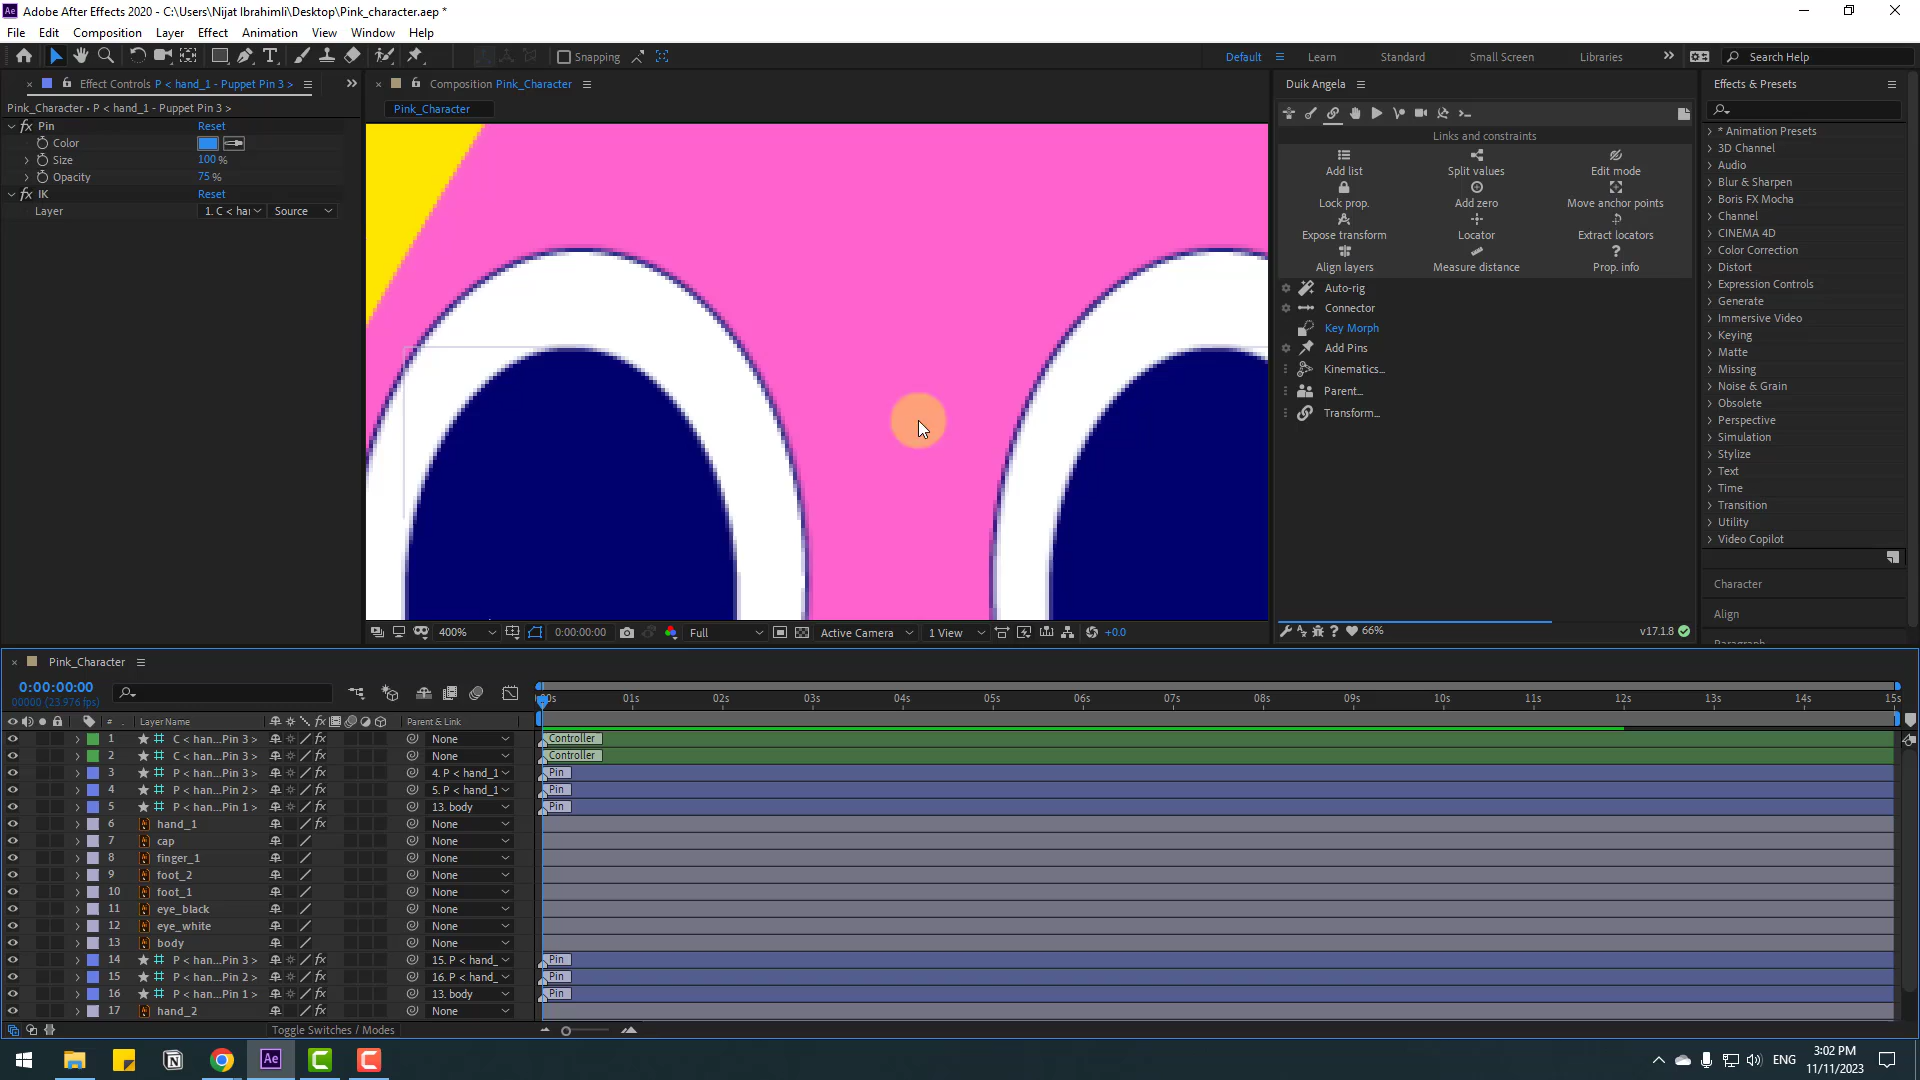 Adobe After Effects 2020 - C:\Users\Nijat Ibrahimli\Desktop\Pink_character.aep *
File Edit Composition Layer Effect Animation View Window Help
Snapping
Default Learn Standard Small Screen Libraries Search Help
Effect Controls P < hand_1 - Puppet Pin 3 >
Pink_Character • P < hand_1 - Puppet Pin 3 >
fx Pin Reset
Color
Size 100 %
Opacity 75 %
fx IK Reset
Layer 1. C < hai Source
Composition Pink_Character
Pink_Character
400% 0:00:00:00 Full Active Camera 1 View +0.0
Duik Angela
Links and constraints
Add list Split values Edit mode
Lock prop. Add zero Move anchor points
Expose transform Locator Extract locators
Align layers Measure distance Prop. info
Auto-rig
Connector
Key Morph
Add Pins
Kinematics...
Parent...
Transform...
66% v17.1.8
Effects & Presets
* Animation Presets
3D Channel
Audio
Blur & Sharpen
Boris FX Mocha
Channel
CINEMA 4D
Color Correction
Distort
Expression Controls
Generate
Immersive Video
Keying
Matte
Missing
Noise & Grain
Obsolete
Perspective
Simulation
Stylize
Text
Time
Transition
Utility
Video Copilot
Character
Align
Pink_Character
0:00:00:00
00000 (23.976 fps)
:00s 01s 02s 03s 04s 05s 06s 07s 08s 09s 10s 11s 12s 13s 14s 15s
# Layer Name fx Parent & Link
1 C < han...Pin 3 > fx None Controller
2 C < han...Pin 3 > fx None Controller
3 P < han...Pin 3 > fx 4. P < hand_1 Pin
4 P < han...Pin 2 > fx 5. P < hand_1 Pin
5 P < han...Pin 1 > fx 13. body Pin
6 hand_1 fx None
7 cap None
8 finger_1 None
9 foot_2 None
10 foot_1 None
11 eye_black None
12 eye_white None
13 body None
14 P < han...Pin 3 > fx 15. P < hand_ Pin
15 P < han...Pin 2 > fx 16. P < hand_ Pin
16 P < han...Pin 1 > fx 13. body Pin
17 hand_2 fx None
Toggle Switches / Modes
Ae ENG 3:02 PM
11/11/2023